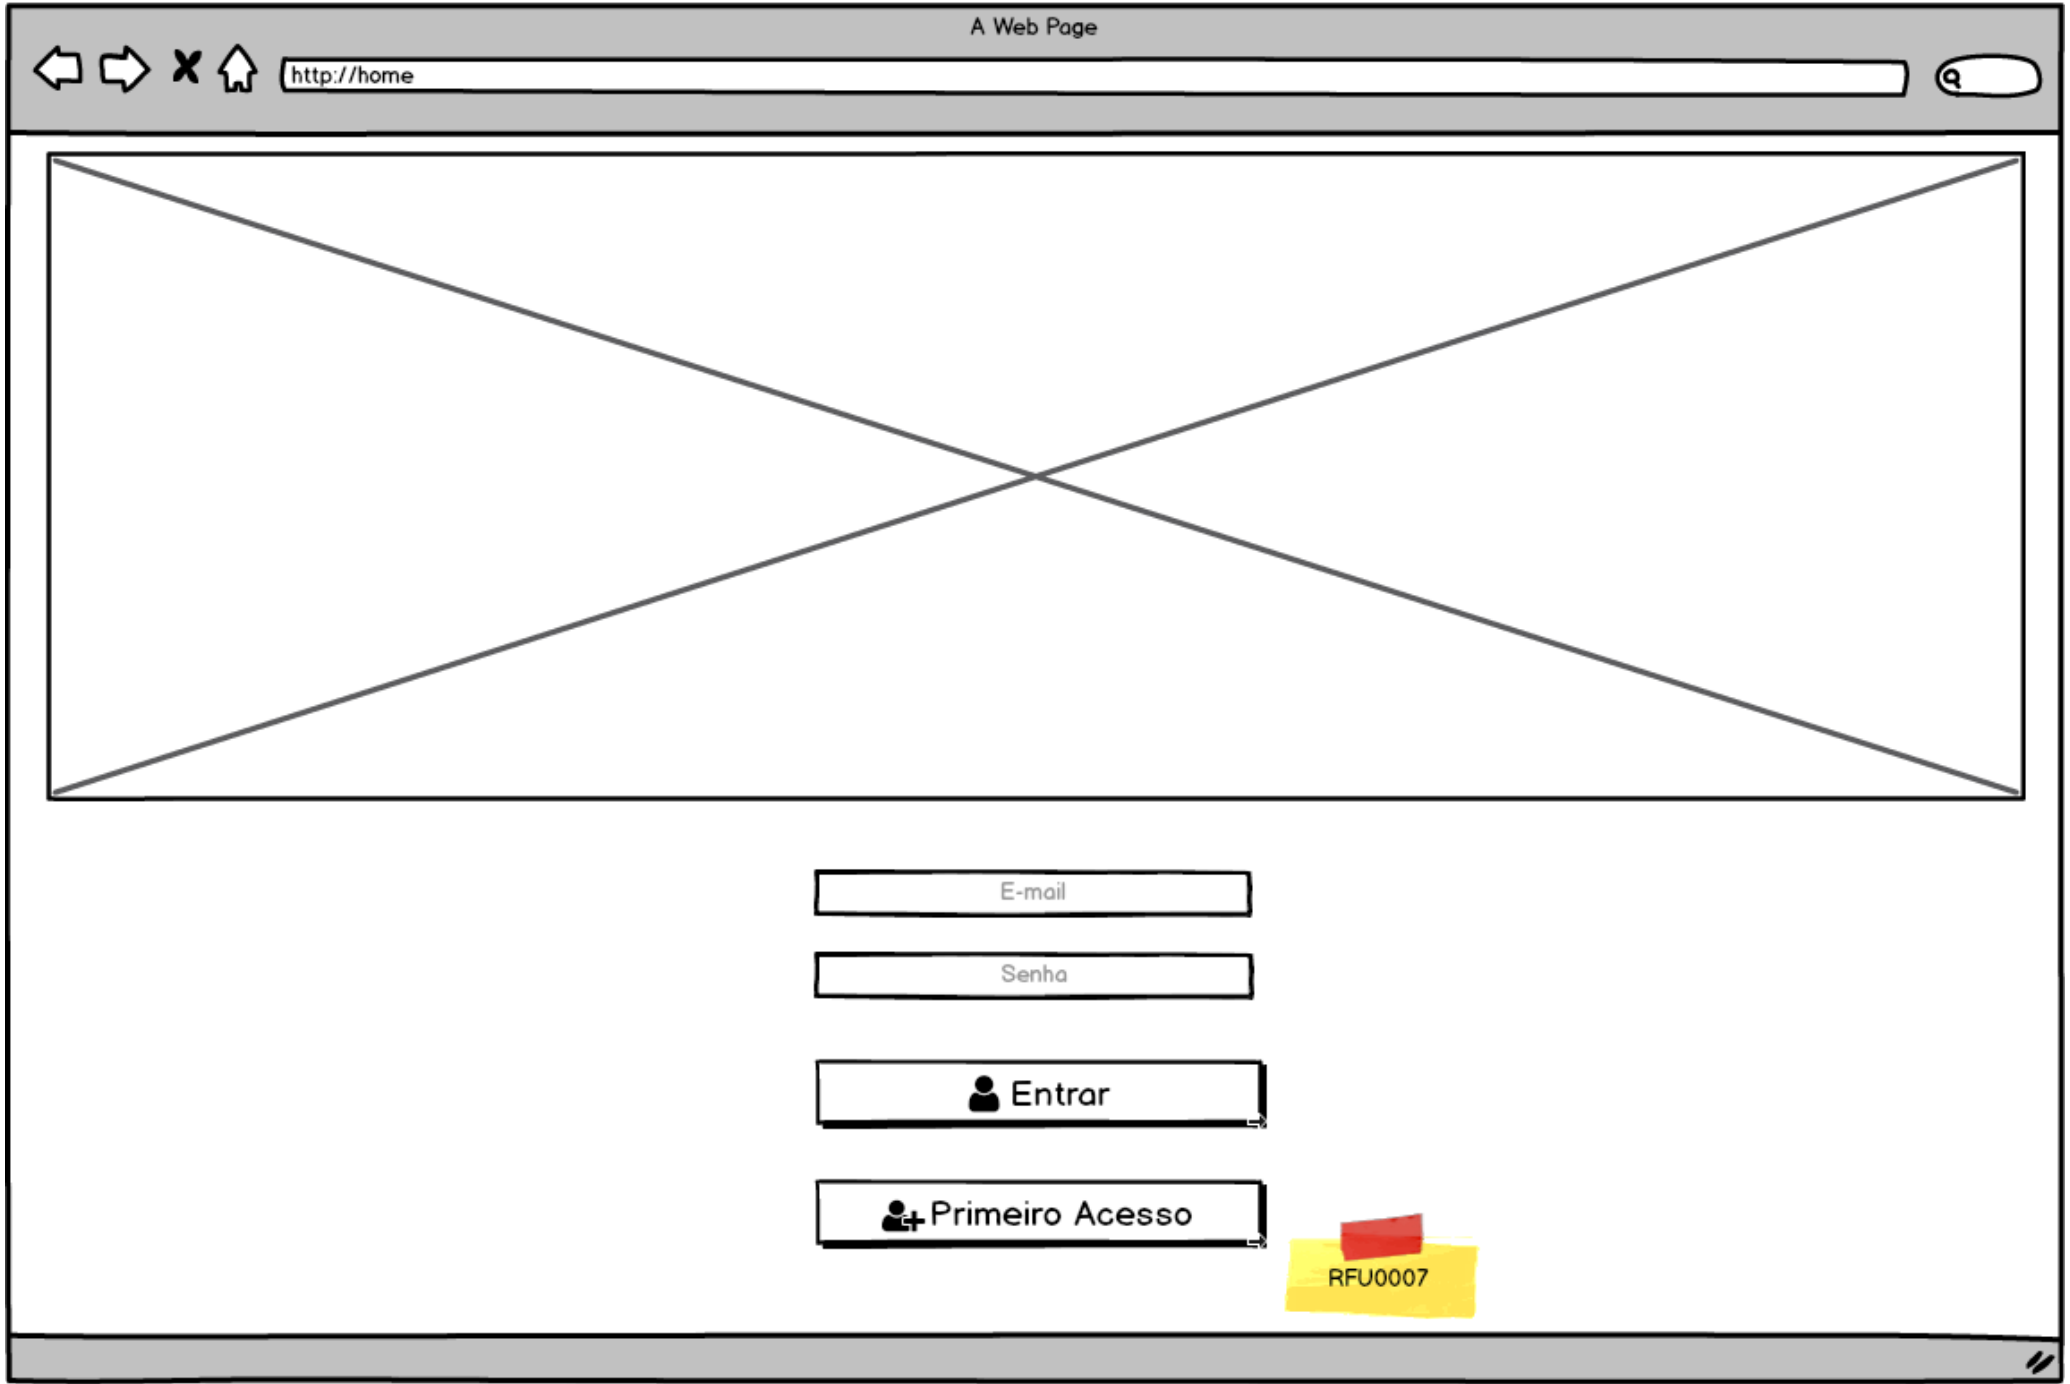 A Web Page
http://home
E-mail
Senha
Entrar
Primeiro Acesso
RFU0007